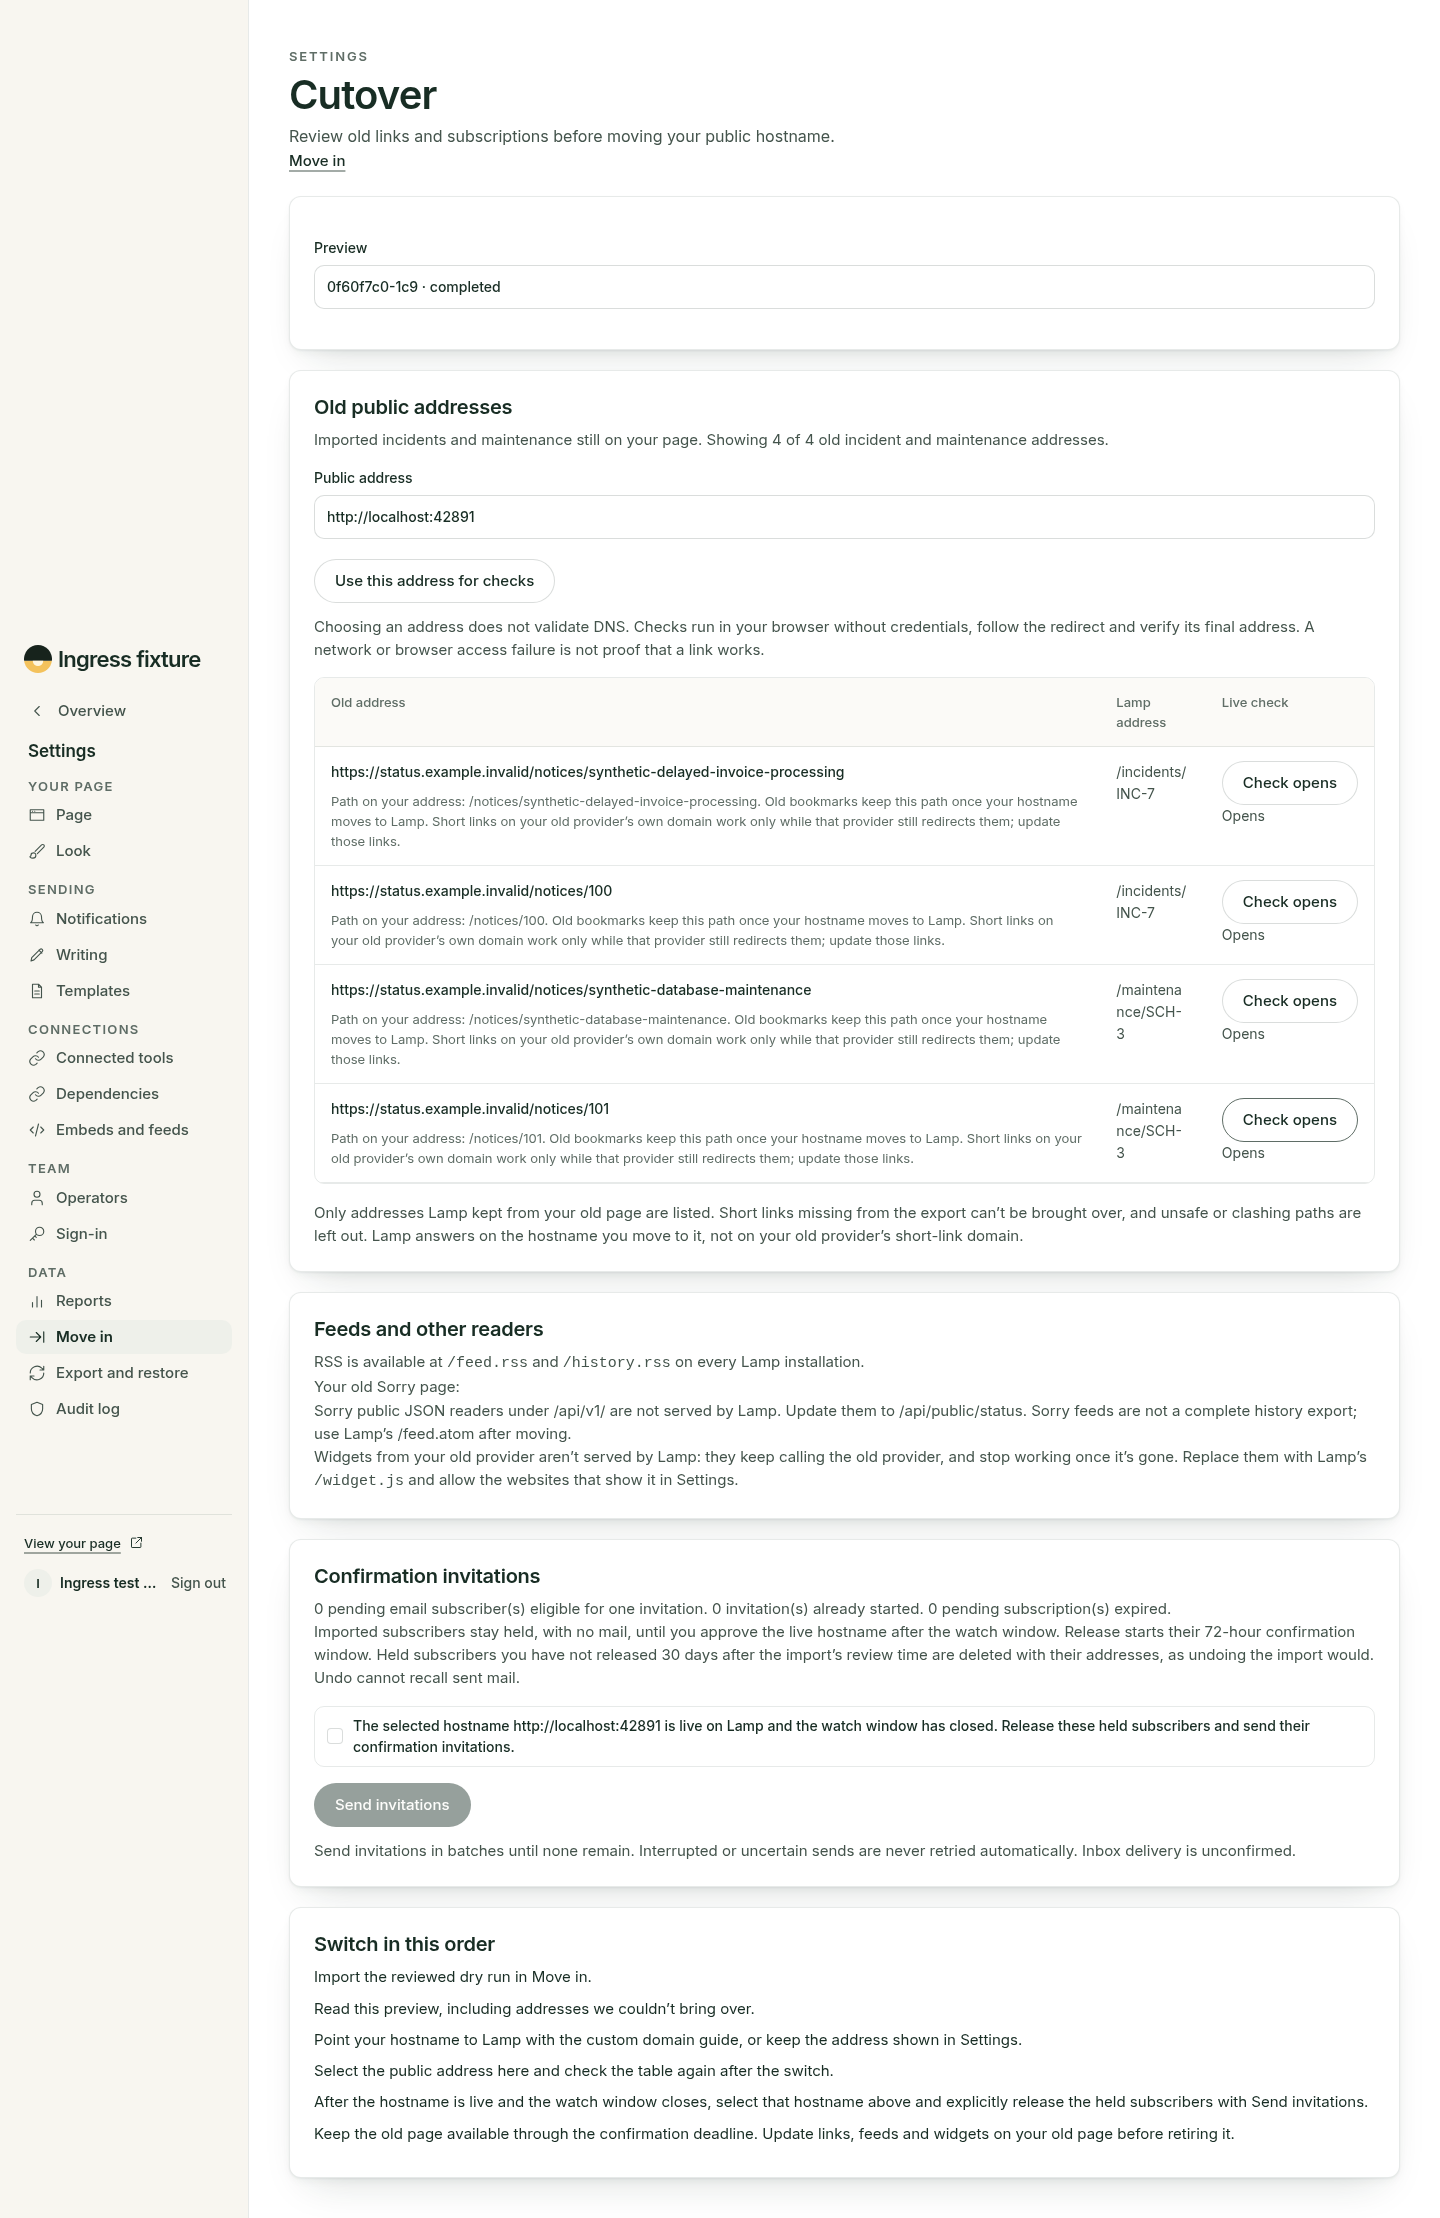 Ingress fixture
Overview
Settings
YOUR PAGE
Page
Look
SENDING
Notifications
Writing
Templates
CONNECTIONS
Connected tools
Dependencies
Embeds and feeds
TEAM
Operators
Sign-in
DATA
Reports
Move in
Export and restore
Audit log
View your page
I Ingress test ... Sign out
SETTINGS
Cutover
Review old links and subscriptions before moving your public hostname.
Move in
Preview
0f60f7c0-1c9 · completed
Old public addresses
Imported incidents and maintenance still on your page. Showing 4 of 4 old incident and maintenance addresses.
Public address
http://localhost:42891
Use this address for checks
Choosing an address does not validate DNS. Checks run in your browser without credentials, follow the redirect and verify its final address. A
network or browser access failure is not proof that a link works.
Old address
Lamp
address
Live check
https://status.example.invalid/notices/synthetic-delayed-invoice-processing
Path on your address: /notices/synthetic-delayed-invoice-processing. Old bookmarks keep this path once your hostname
moves to Lamp. Short links on your old provider’s own domain work only while that provider still redirects them; update
those links.
/incidents/
INC-7
Check opens
Opens
https://status.example.invalid/notices/100
Path on your address: /notices/100. Old bookmarks keep this path once your hostname moves to Lamp. Short links on
your old provider’s own domain work only while that provider still redirects them; update those links.
/incidents/
INC-7
Check opens
Opens
https://status.example.invalid/notices/synthetic-database-maintenance
Path on your address: /notices/synthetic-database-maintenance. Old bookmarks keep this path once your hostname
moves to Lamp. Short links on your old provider’s own domain work only while that provider still redirects them; update
those links.
/maintena
nce/SCH-
3
Check opens
Opens
https://status.example.invalid/notices/101
Path on your address: /notices/101. Old bookmarks keep this path once your hostname moves to Lamp. Short links on your
old provider’s own domain work only while that provider still redirects them; update those links.
/maintena
nce/SCH-
3
Check opens
Opens
Only addresses Lamp kept from your old page are listed. Short links missing from the export can’t be brought over, and unsafe or clashing paths are
left out. Lamp answers on the hostname you move to it, not on your old provider’s short-link domain.
Feeds and other readers
RSS is available at /feed.rss and /history.rss on every Lamp installation.
Your old Sorry page:
Sorry public JSON readers under /api/v1/ are not served by Lamp. Update them to /api/public/status. Sorry feeds are not a complete history export;
use Lamp’s /feed.atom after moving.
Widgets from your old provider aren’t served by Lamp: they keep calling the old provider, and stop working once it’s gone. Replace them with Lamp’s
/widget.js and allow the websites that show it in Settings.
Confirmation invitations
0 pending email subscriber(s) eligible for one invitation. 0 invitation(s) already started. 0 pending subscription(s) expired.
Imported subscribers stay held, with no mail, until you approve the live hostname after the watch window. Release starts their 72-hour confirmation
window. Held subscribers you have not released 30 days after the import’s review time are deleted with their addresses, as undoing the import would.
Undo cannot recall sent mail.
The selected hostname http://localhost:42891 is live on Lamp and the watch window has closed. Release these held subscribers and send their
confirmation invitations.
Send invitations
Send invitations in batches until none remain. Interrupted or uncertain sends are never retried automatically. Inbox delivery is unconfirmed.
Switch in this order
Import the reviewed dry run in Move in.
Read this preview, including addresses we couldn’t bring over.
Point your hostname to Lamp with the custom domain guide, or keep the address shown in Settings.
Select the public address here and check the table again after the switch.
After the hostname is live and the watch window closes, select that hostname above and explicitly release the held subscribers with Send invitations.
Keep the old page available through the confirmation deadline. Update links, feeds and widgets on your old page before retiring it.